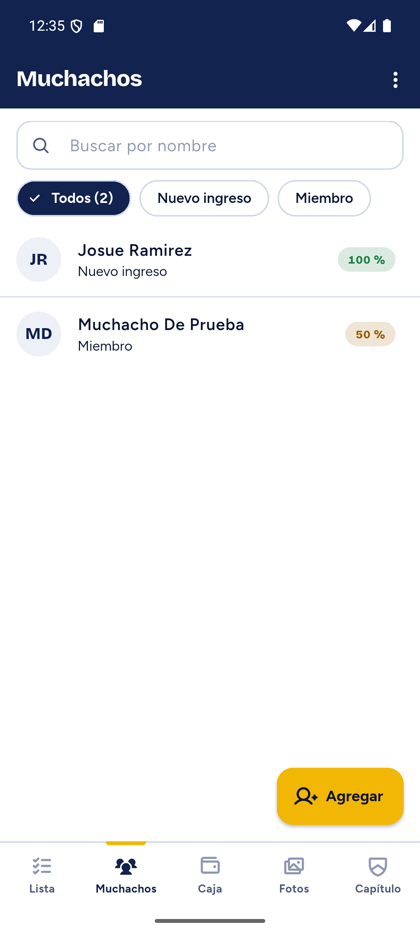 12:35
Muchachos
Buscar por nombre
Todos (2)
Nuevo ingreso
Miembro
JR
Josue Ramirez
Nuevo ingreso
100 %
MD
Muchacho De Prueba
Miembro
50 %
Agregar
Lista
Muchachos
Caja
Fotos
Capítulo